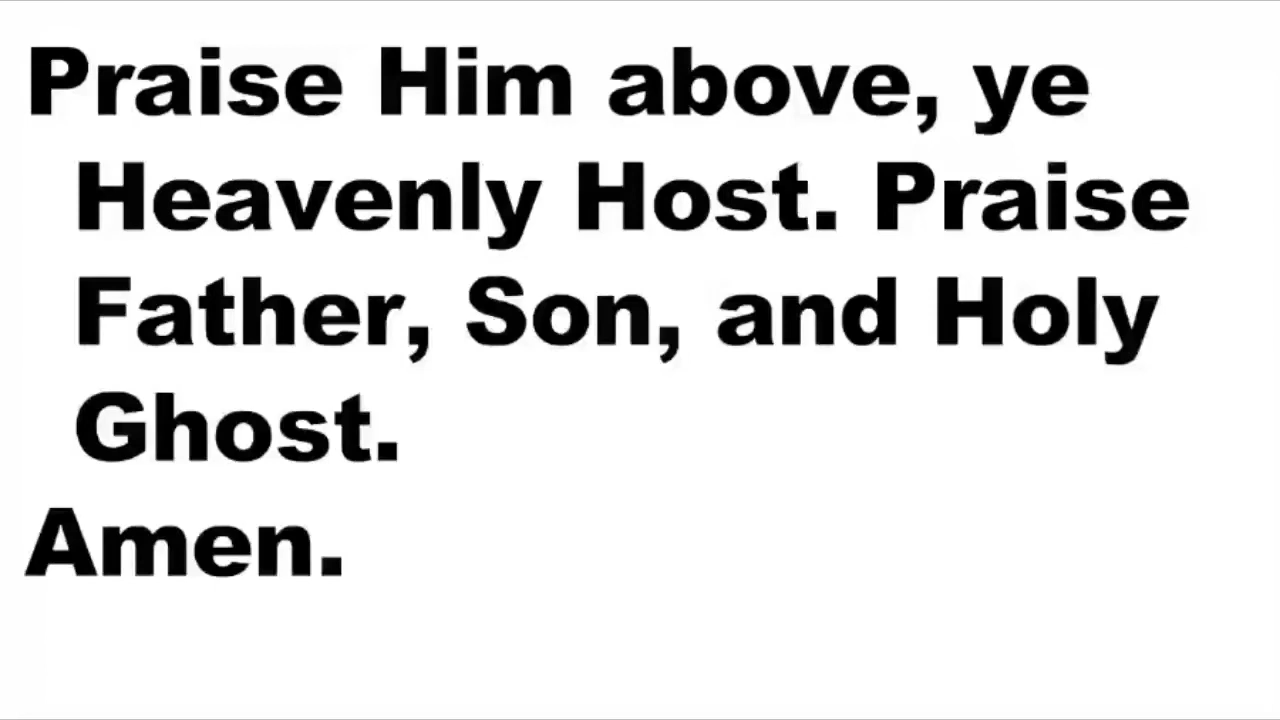 Praise Him above, ye
Heavenly Host. Praise
Father, Son, and Holy
Ghost.
Amen.